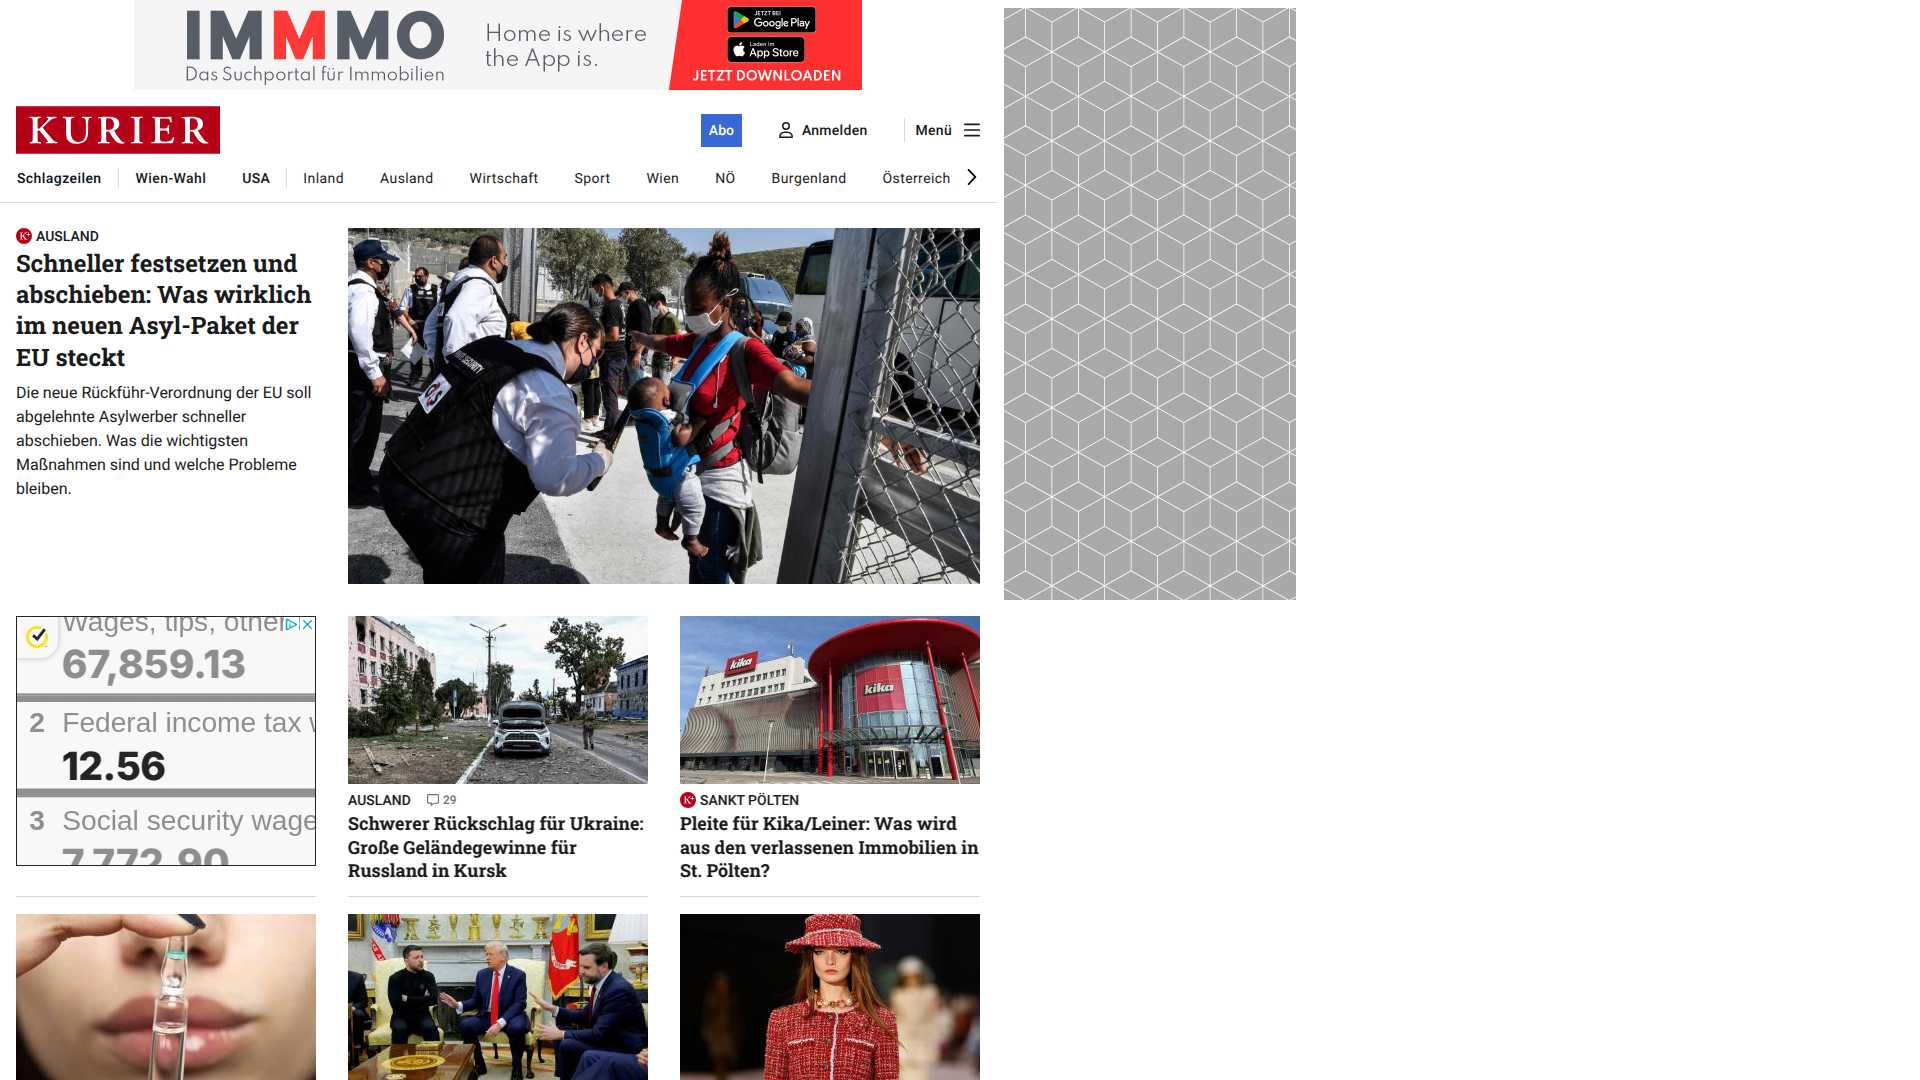 IMMMO
Das Suchportal für Immobilien
Home is where
the App is.
JETZT BEI
Google Play
Laden im
App Store
JETZT DOWNLOADEN
KURIER
Abo
Anmelden
Menü
Schlagzeilen
Wien-Wahl
USA
Inland
Ausland
Wirtschaft
Sport
Wien
NÖ
Burgenland
Österreich
K+ AUSLAND
Schneller festsetzen und
abschieben: Was wirklich
im neuen Asyl-Paket der
EU steckt
Die neue Rückführ-Verordnung der EU soll
abgelehnte Asylwerber schneller
abschieben. Was die wichtigsten
Maßnahmen sind und welche Probleme
bleiben.
SECURITY
G4S
Wages, tips, other
67,859.13
2 Federal income tax w
12.56
3 Social security wage
7,772.90
kika
kika
AUSLAND 29
Schwerer Rückschlag für Ukraine:
Große Geländegewinne für
Russland in Kursk
K+ SANKT PÖLTEN
Pleite für Kika/Leiner: Was wird
aus den verlassenen Immobilien in
St. Pölten?